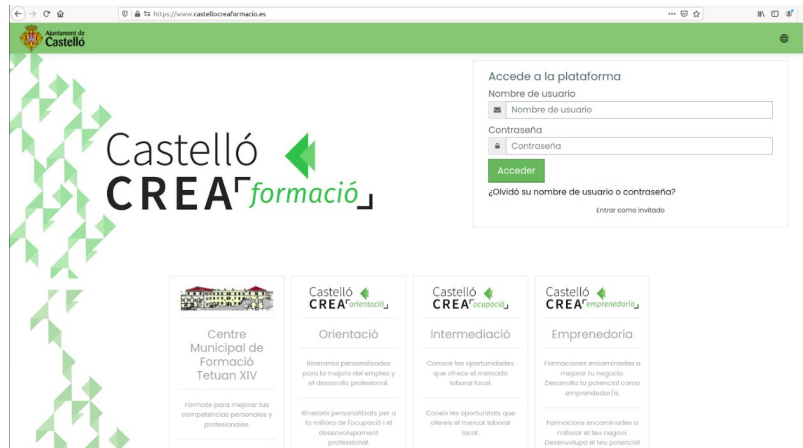 https://www.castellocreaformacio.es
Ajuntament de
Castelló
Accede a la plataforma
Nombre de usuario
Nombre de usuario
Contraseña
Contraseña
Acceder
¿Olvidó su nombre de usuario o contraseña?
Entrar como invitado
Castelló
CREA formació
Centre
Municipal de
Formació
Tetuan XIV
Fórmate para mejorar tus
competencias personales y
profesionales.
Castelló
CREA orientació
Orientació
Itinerarios personalizados
para la mejora del empleo y
el desarrollo profesional.
Itineraris personalitzats per a
la millora de l'ocupació i el
desenvolupament
professional.
Castelló
CREA ocupació
Intermediació
Conoce las oportunidades
que ofrece el mercado
laboral local.
Coneix les oportunitats que
ofereix el mercat laboral
local.
Castelló
CREA emprenedoria
Emprenedoria
Formaciones encaminadas a
mejorar tu negocio.
Desarrolla tu potencial como
emprendedor/a.
Formacions encaminades a
millorar el teu negoci.
Desenvolupa el teu potencial